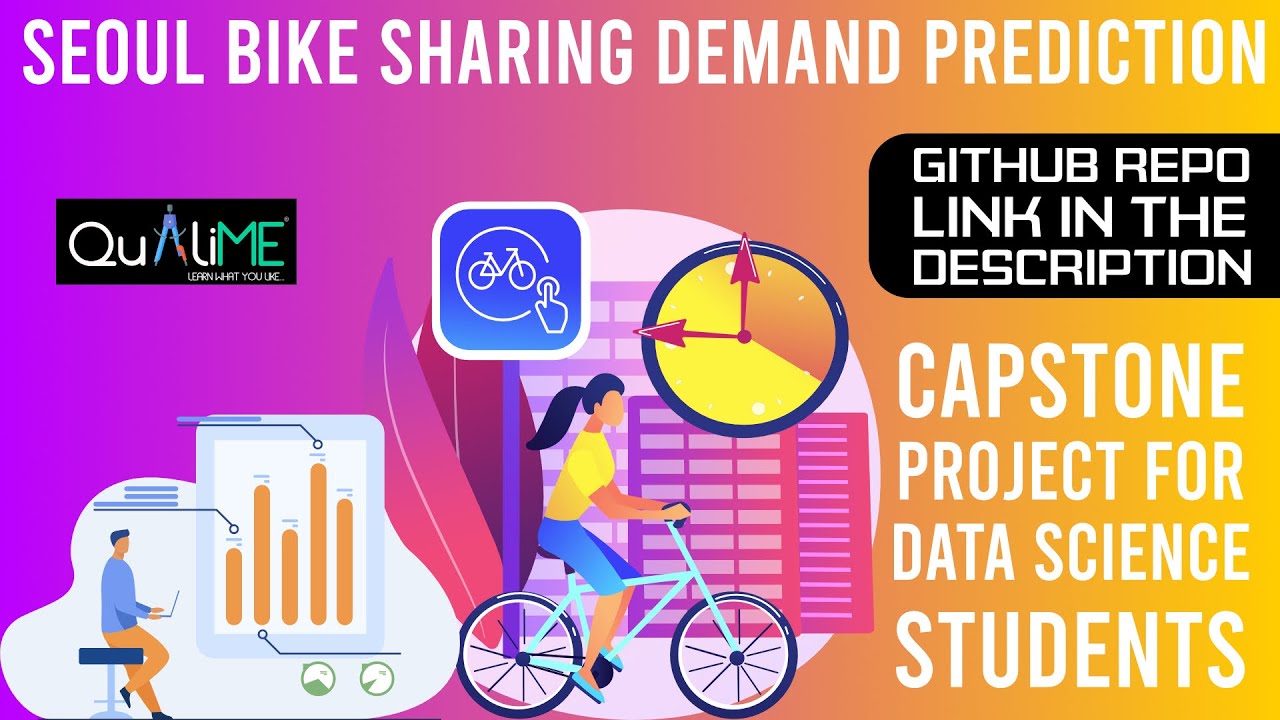 SEOUL BIKE SHARING DEMAND PREDICTION
GITHUB REPO
LINK IN THE
DESCRIPTION
QuAliME®
LEARN WHAT YOU LIKE...
CAPSTONE
PROJECT FOR
DATA SCIENCE
STUDENTS